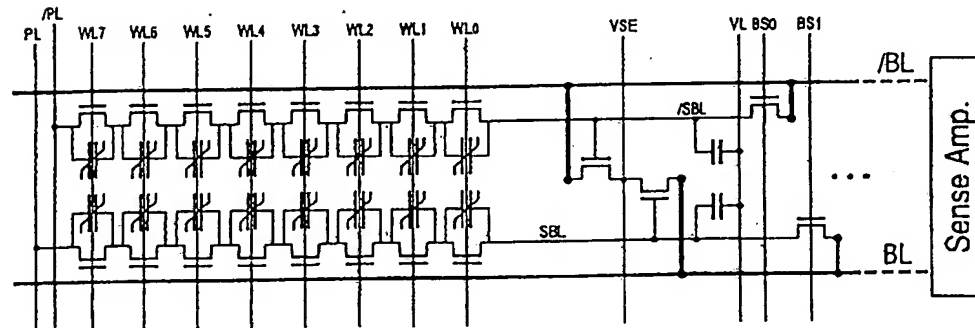 /PL
PL WL7 WL6 WL5 WL4 WL3 WL2 WL1 WL0 VSE VL BS0 BS1
/BL
/SBL
SBL
BL
Sense Amp.